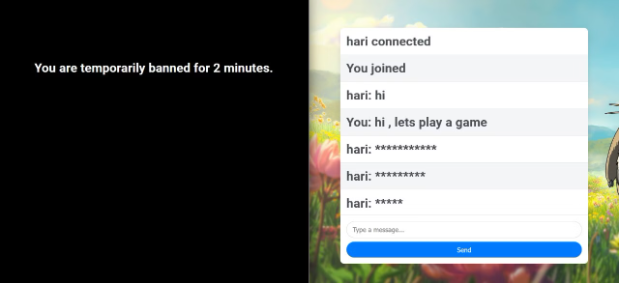 You are temporarily banned for 2 minutes.
hari connected
You joined
hari: hi
You: hi , lets play a game
hari: ***********
hari: *********
hari: *****
Type a message...
Send